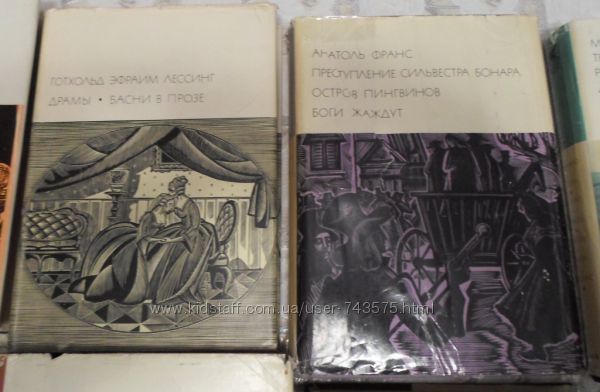 ГОТХОЛЬД ЭФРАИМ ЛЕССИНГ
ДРАМЫ • БАСНИ В ПРОЗЕ
АНАТОЛЬ ФРАНС
ПРЕСТУПЛЕНИЕ СИЛЬВЕСТРА БОНАРА
ОСТРОВ ПИНГВИНОВ
БОГИ ЖАЖДУТ
www.kidstaff.com.ua/user-743575.html